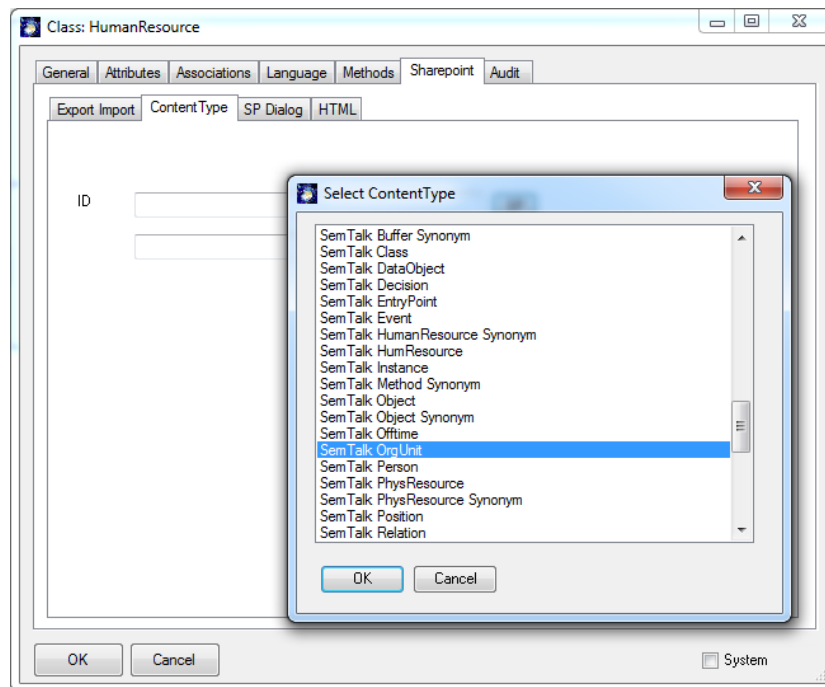 Class: HumanResource
General Attributes Associations Language Methods Sharepoint Audit
Export Import ContentType SP Dialog HTML
ID
Select ContentType
SemTalk Buffer Synonym
SemTalk Class
SemTalk DataObject
SemTalk Decision
SemTalk EntryPoint
SemTalk Event
SemTalk HumanResource Synonym
SemTalk HumResource
SemTalk Instance
SemTalk Method Synonym
SemTalk Object
SemTalk Object Synonym
SemTalk Offtime
SemTalk OrgUnit
SemTalk Person
SemTalk PhysResource
SemTalk PhysResource Synonym
SemTalk Position
SemTalk Relation
OK Cancel
OK Cancel System